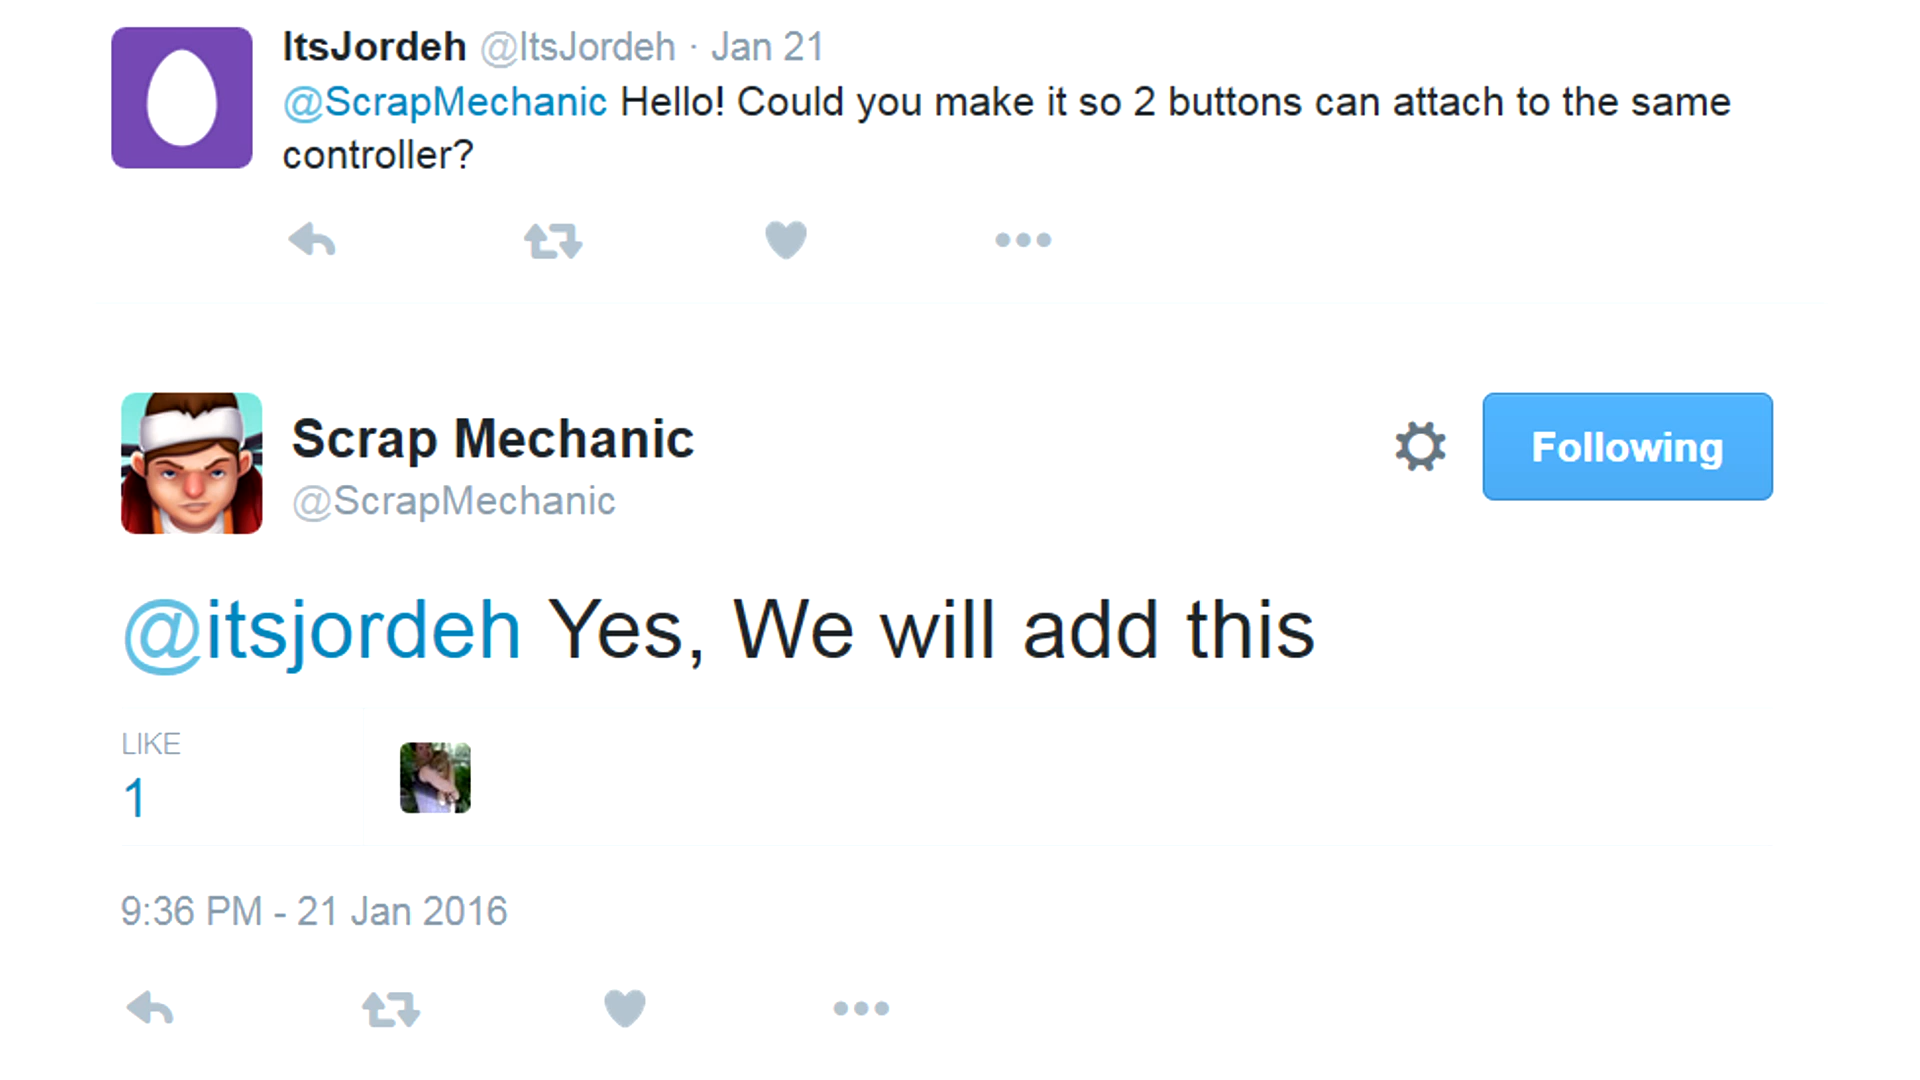 ItsJordeh @ItsJordeh · Jan 21
@ScrapMechanic Hello! Could you make it so 2 buttons can attach to the same
controller?
Scrap Mechanic
@ScrapMechanic
Following
@itsjordeh Yes, We will add this
LIKE
1
9:36 PM - 21 Jan 2016